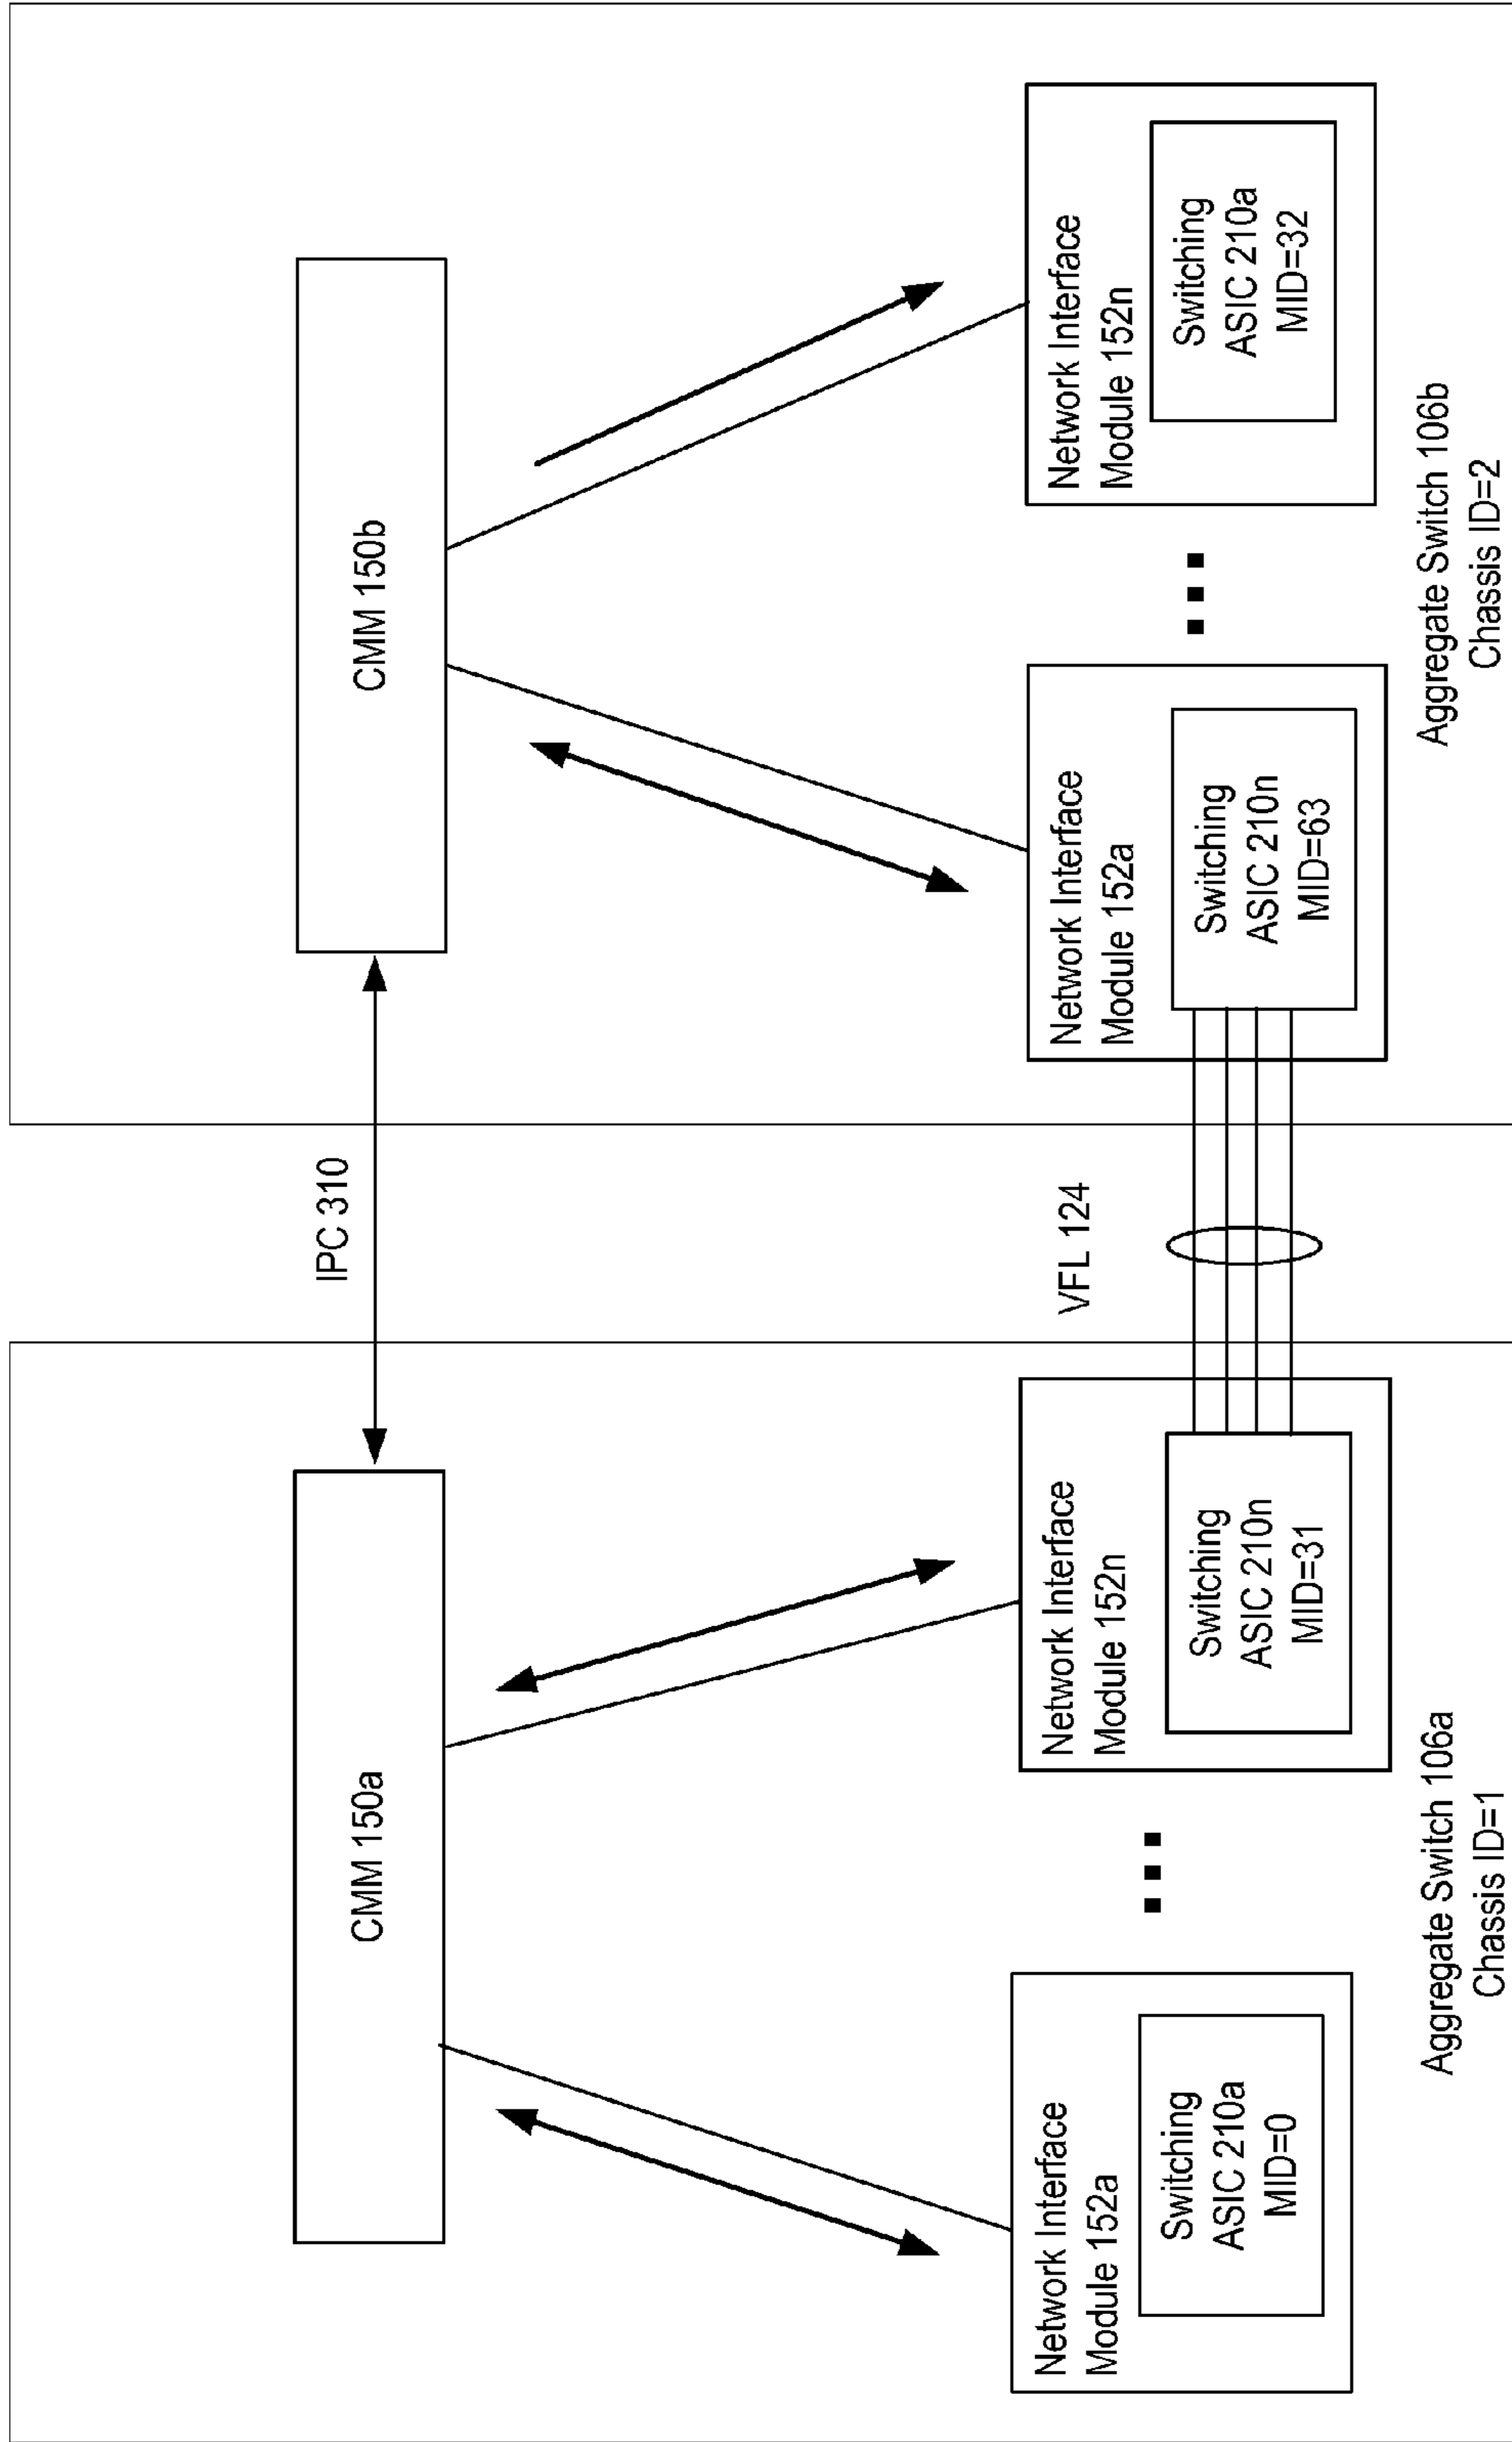 IPC 310
CMM 150a
CMM 150b
VFL 124
Network Interface
Module 152a
Switching
ASIC 210a
MID=0
Network Interface
Module 152n
Switching
ASIC 210n
MID=31
Aggregate Switch 106a
Chassis ID=1
Network Interface
Module 152a
Switching
ASIC 210n
MID=63
Network Interface
Module 152n
Switching
ASIC 210a
MID=32
Aggregate Switch 106b
Chassis ID=2